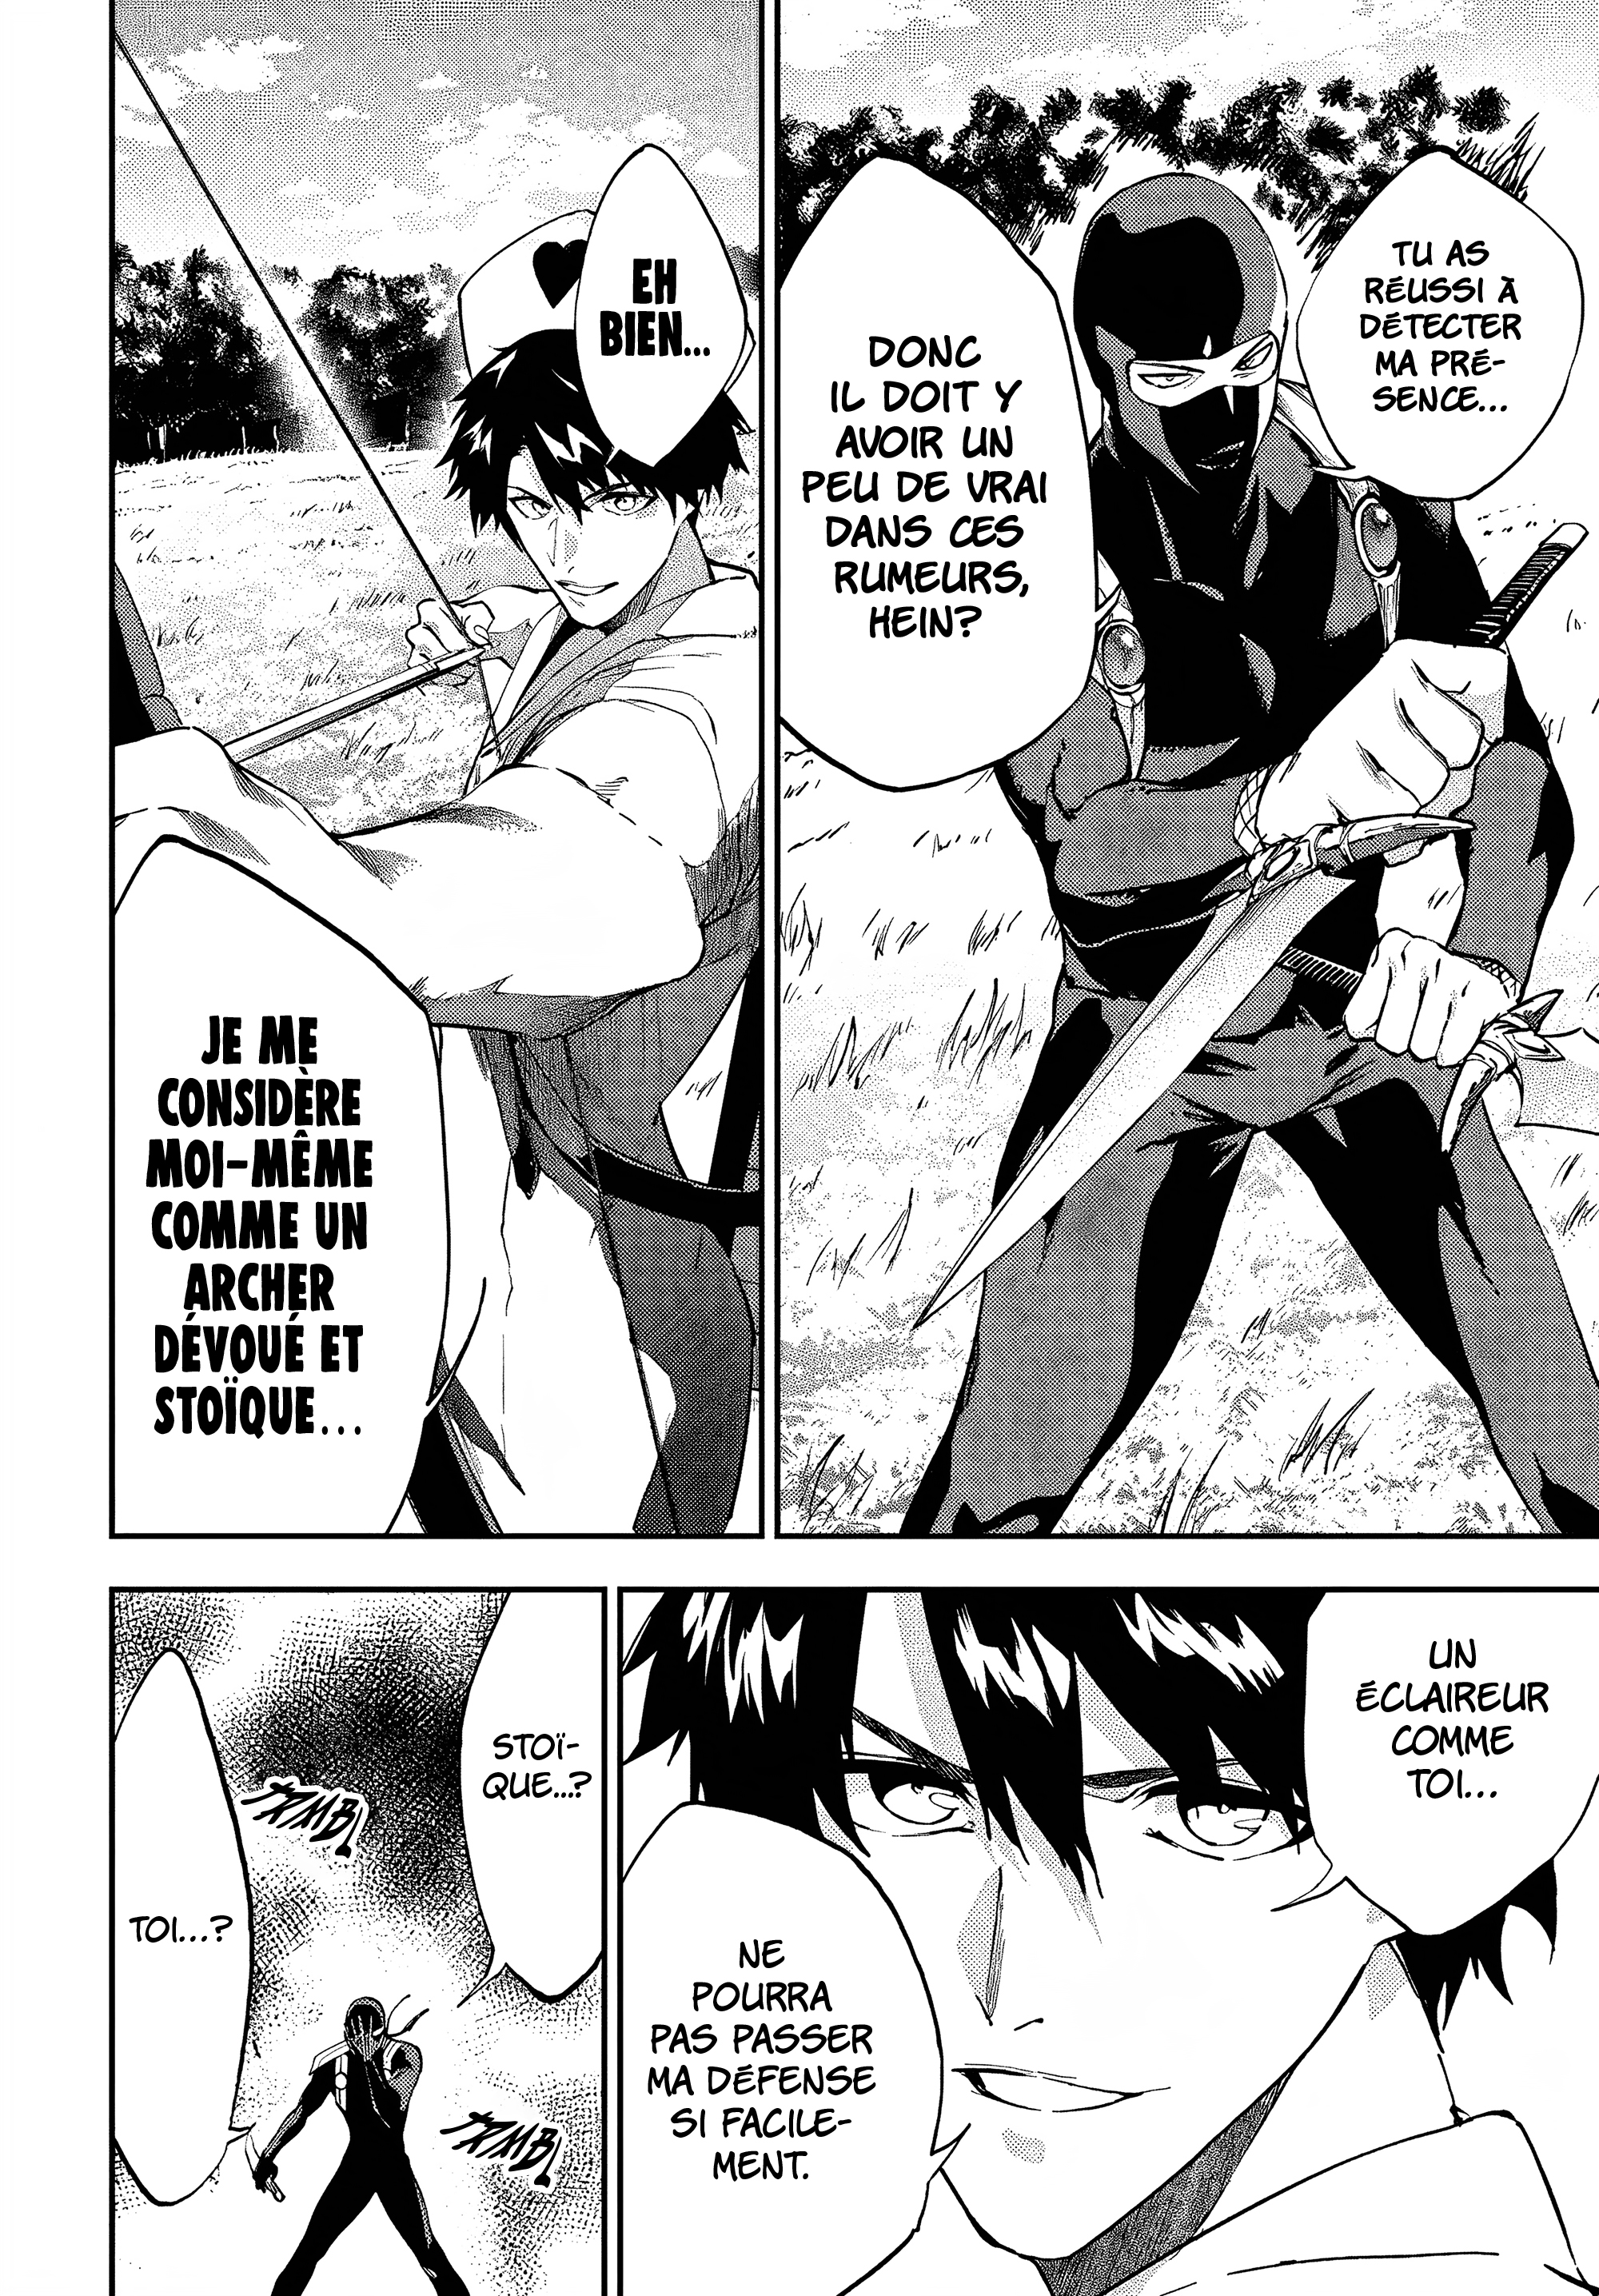 TU AS
RÉUSSI À
DÉTECTER
MA PRÉ-
SENCE...
DONC
IL DOIT Y
AVOIR UN
PEU DE VRAI
DANS CES
RUMEURS,
HEIN?
EH
BIEN...
JE ME
CONSIDÈRE
MOI-MÊME
COMME UN
ARCHER
DÉVOUÉ ET
STOÏQUE...
UN
ÉCLAIREUR
COMME
TOI...
NE
POURRA
PAS PASSER
MA DÉFENSE
SI FACILE-
MENT.
STOÏ-
QUE...?
TRMBL
TOI...?
TRMBL